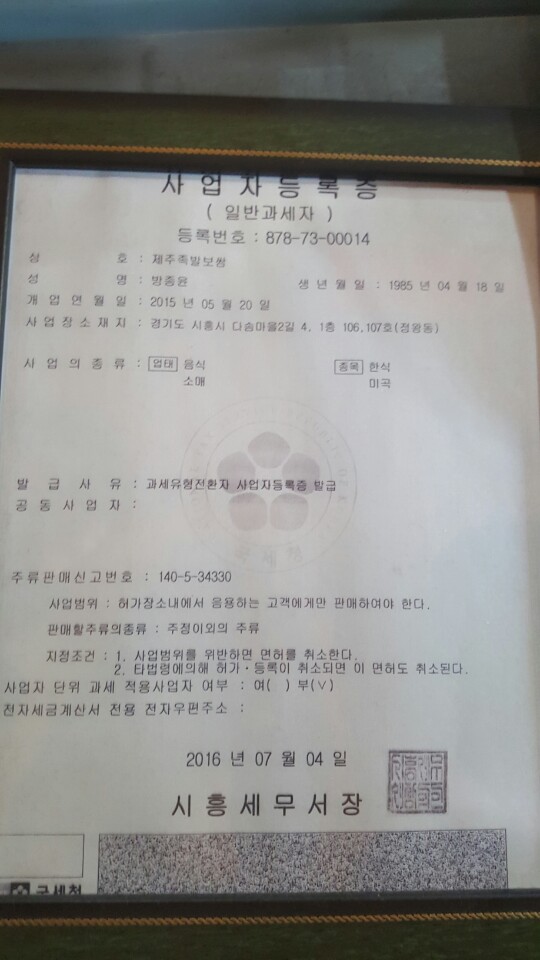 사업자등록증
( 일반과세자 )
등록번호 : 878-73-00014
상 호 : 제주족발보쌈
성 명 : 방종윤 생 년 월 일 : 1985 년 04 월 18 일
개 업 연 월 일 : 2015 년 05 월 20 일
사 업 장 소 재 지 : 경기도 시흥시 다솜마을2길 4, 1층 106,107호(정왕동)
사 업 의 종 류 : 업태 음식 종목 한식
소매 미곡
발 급 사 유 : 과세유형전환자 사업자등록증 발급
공 동 사 업 자 :
주류판매신고번호 : 140-5-34330
사업범위 : 허가장소내에서 음용하는 고객에게만 판매하여야 한다.
판매할주류의종류 : 주정이외의 주류
지정조건 : 1. 사업범위를 위반하면 면허를 취소한다.
2. 타법령에의해 허가·등록이 취소되면 이 면허도 취소된다.
사업자 단위 과세 적용사업자 여부 : 여( ) 부(∨)
전자세금계산서 전용 전자우편주소 :
2016 년 07 월 04 일
시흥세무서장
국세청